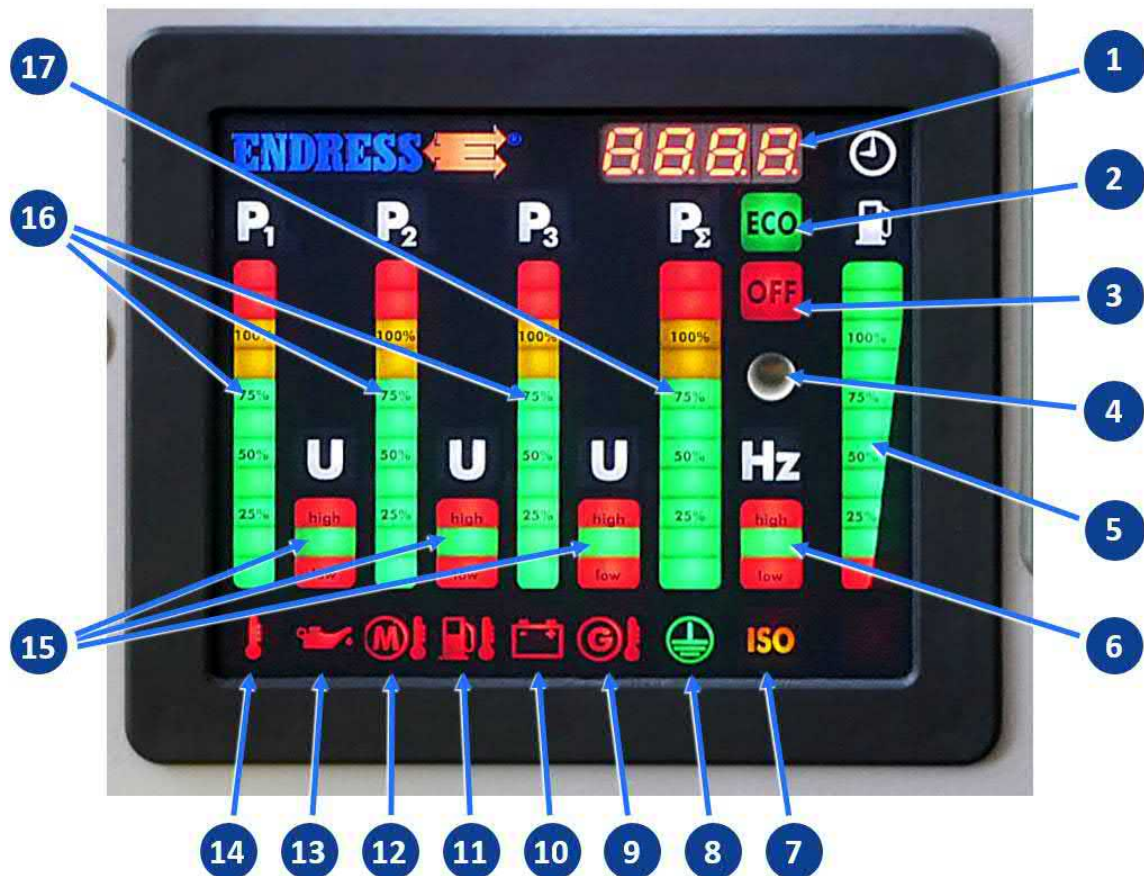 17
1
ENDRESS ®
8.8.8.8.
2
16
P1 P2 P3 PΣ ECO
OFF
3
100% 100% 100% 100% 100%
75% 75% 75% 75% 75%
4
U U U Hz
50% 50% 50% 50% 50%
5
25% 25% 25% 25% 25%
high high high high
low low low low
15
6
M G ISO
14 13 12 11 10 9 8 7